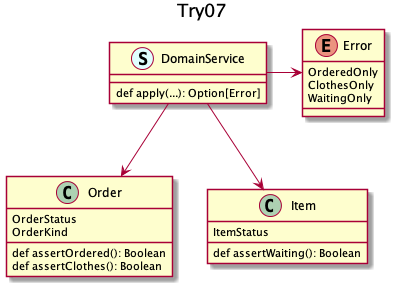 Try07
S DomainService
def apply(...): Option[Error]
E Error
OrderedOnly
ClothesOnly
WaitingOnly
C Order
OrderStatus
OrderKind
def assertOrdered(): Boolean
def assertClothes(): Boolean
C Item
ItemStatus
def assertWaiting(): Boolean